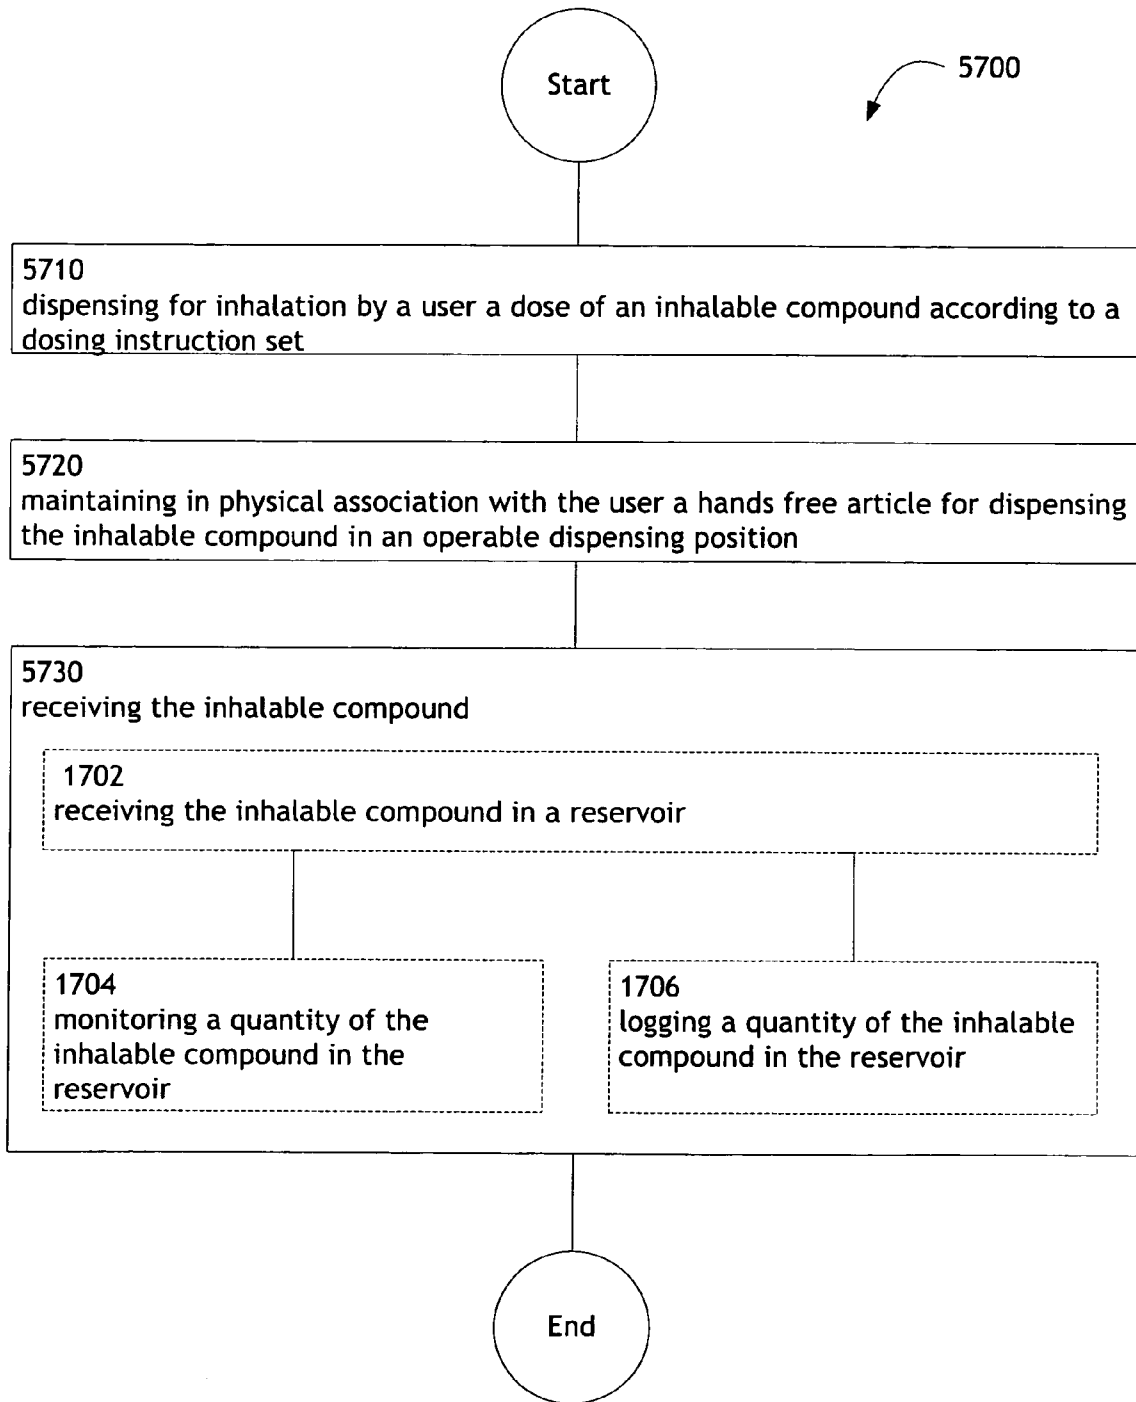 Start
5700
5710
dispensing for inhalation by a user a dose of an inhalable compound according to a
dosing instruction set
5720
maintaining in physical association with the user a hands free article for dispensing
the inhalable compound in an operable dispensing position
5730
receiving the inhalable compound
1702
receiving the inhalable compound in a reservoir
1704
monitoring a quantity of the
inhalable compound in the
reservoir
1706
logging a quantity of the inhalable
compound in the reservoir
End